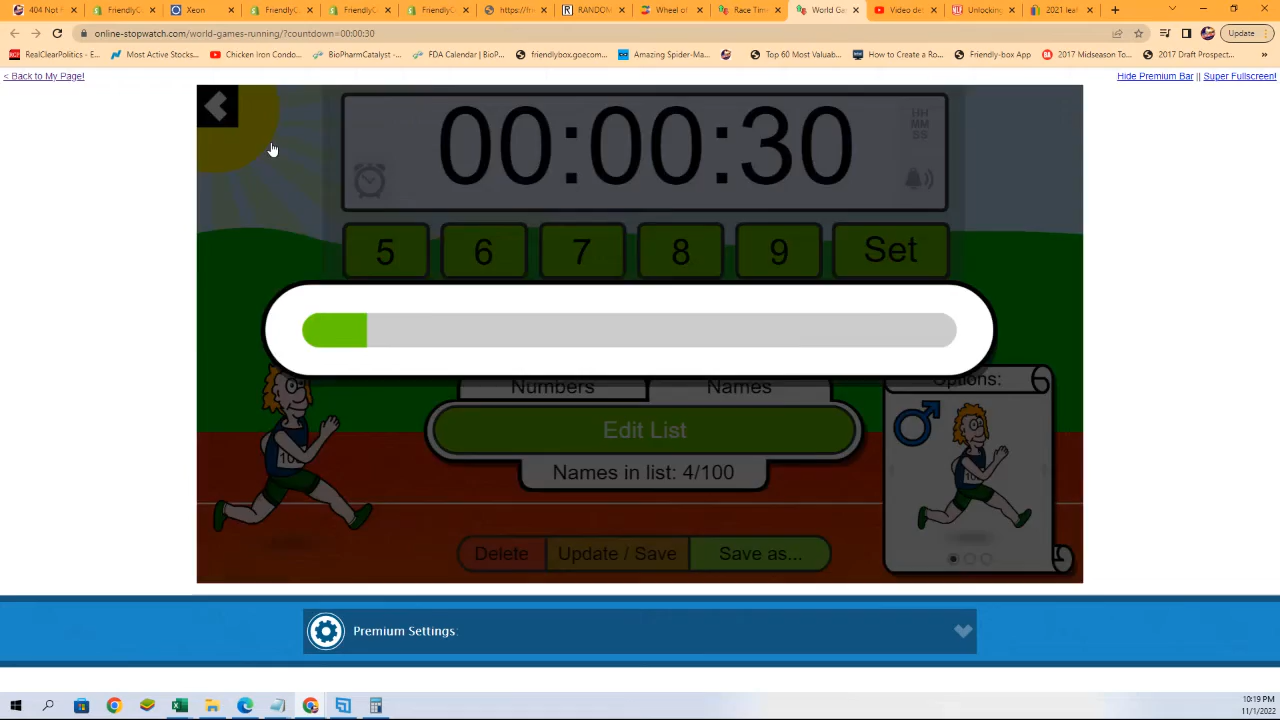 404 Not F
FriendlyC
Xeon
FriendlyC
FriendlyC
FriendlyC
https://fri
RANDOM
Wheel of
Race Time
World Ga
Video des
Unlocking
2021 leaf
online-stopwatch.com/world-games-running/?countdown=00:00:30
Update
RealClearPolitics - E...
Most Active Stocks...
Chicken Iron Condo...
BioPharmCatalyst -...
FDA Calendar | BioP...
friendlybox.goecom...
Amazing Spider-Ma...
Top 60 Most Valuab...
How to Create a Ro...
Friendly-box App
2017 Midseason To...
2017 Draft Prospect...
»
< Back to My Page!
Hide Premium Bar || Super Fullscreen!
00:00:30
HH
MM
SS
5 6 7 8 9 Set
Numbers Names
Options:
Edit List
Names in list: 4/100
Delete Update / Save Save as...
Premium Settings:
10:19 PM
11/1/2022